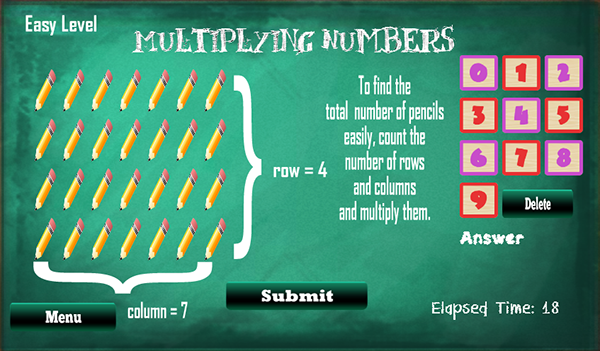 Easy Level
MULTIPLYING NUMBERS
To find the
total number of pencils
easily, count the
number of rows
and columns
and multiply them.
row = 4
column = 7
0 1 2
3 4 5
6 7 8
9 Delete
Answer
Submit
Menu
Elapsed Time: 18